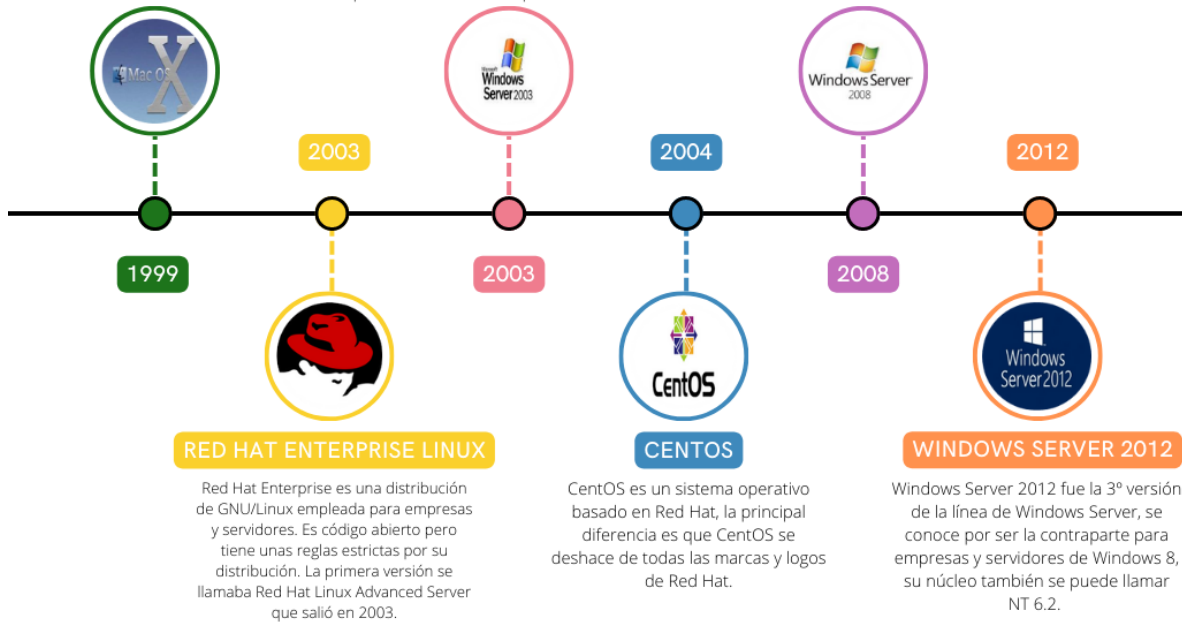 Mac OS
X
Microsoft
Windows
Server 2003
Windows Server
2008
2003
2004
2012
1999
2003
2008
CentOS
Windows
Server 2012
RED HAT ENTERPRISE LINUX
Red Hat Enterprise es una distribución
de GNU/Linux empleada para empresas
y servidores. Es código abierto pero
tiene unas reglas estrictas por su
distribución. La primera versión se
llamaba Red Hat Linux Advanced Server
que salió en 2003.
CENTOS
CentOS es un sistema operativo
basado en Red Hat, la principal
diferencia es que CentOS se
deshace de todas las marcas y logos
de Red Hat.
WINDOWS SERVER 2012
Windows Server 2012 fue la 3º versión
de la línea de Windows Server, se
conoce por ser la contraparte para
empresas y servidores de Windows 8,
su núcleo también se puede llamar
NT 6.2.